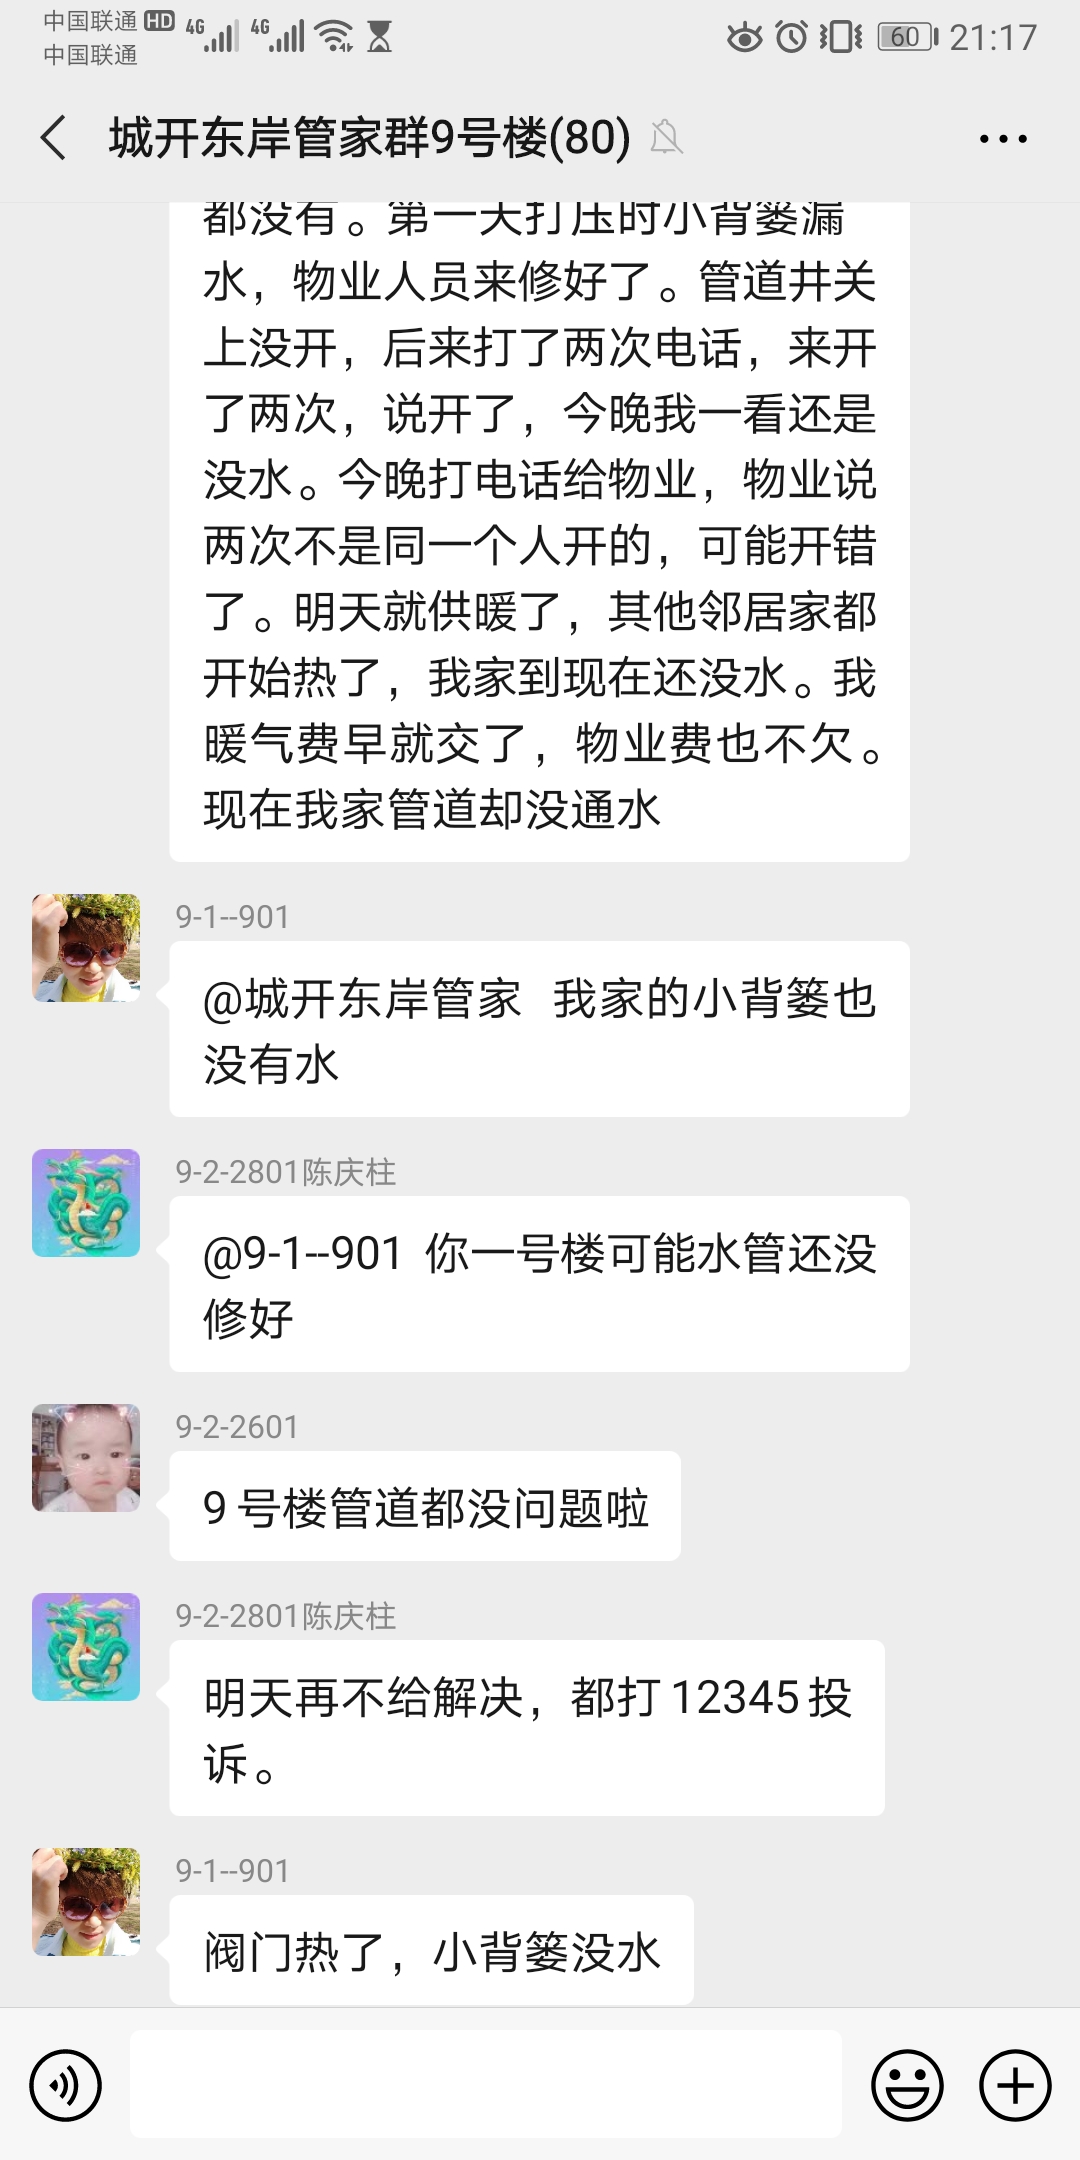 中国联通 HD 4G 4G 60 21:17
中国联通
城开东岸管家群9号楼(80)
都没有。第一天打压时小背篓漏
水，物业人员来修好了。管道井关
上没开，后来打了两次电话，来开
了两次，说开了，今晚我一看还是
没水。今晚打电话给物业，物业说
两次不是同一个人开的，可能开错
了。明天就供暖了，其他邻居家都
开始热了，我家到现在还没水。我
暖气费早就交了，物业费也不欠。
现在我家管道却没通水
9-1--901
@城开东岸管家 我家的小背篓也
没有水
9-2-2801陈庆柱
@9-1--901 你一号楼可能水管还没
修好
9-2-2601
9号楼管道都没问题啦
9-2-2801陈庆柱
明天再不给解决，都打12345投
诉。
9-1--901
阀门热了，小背篓没水